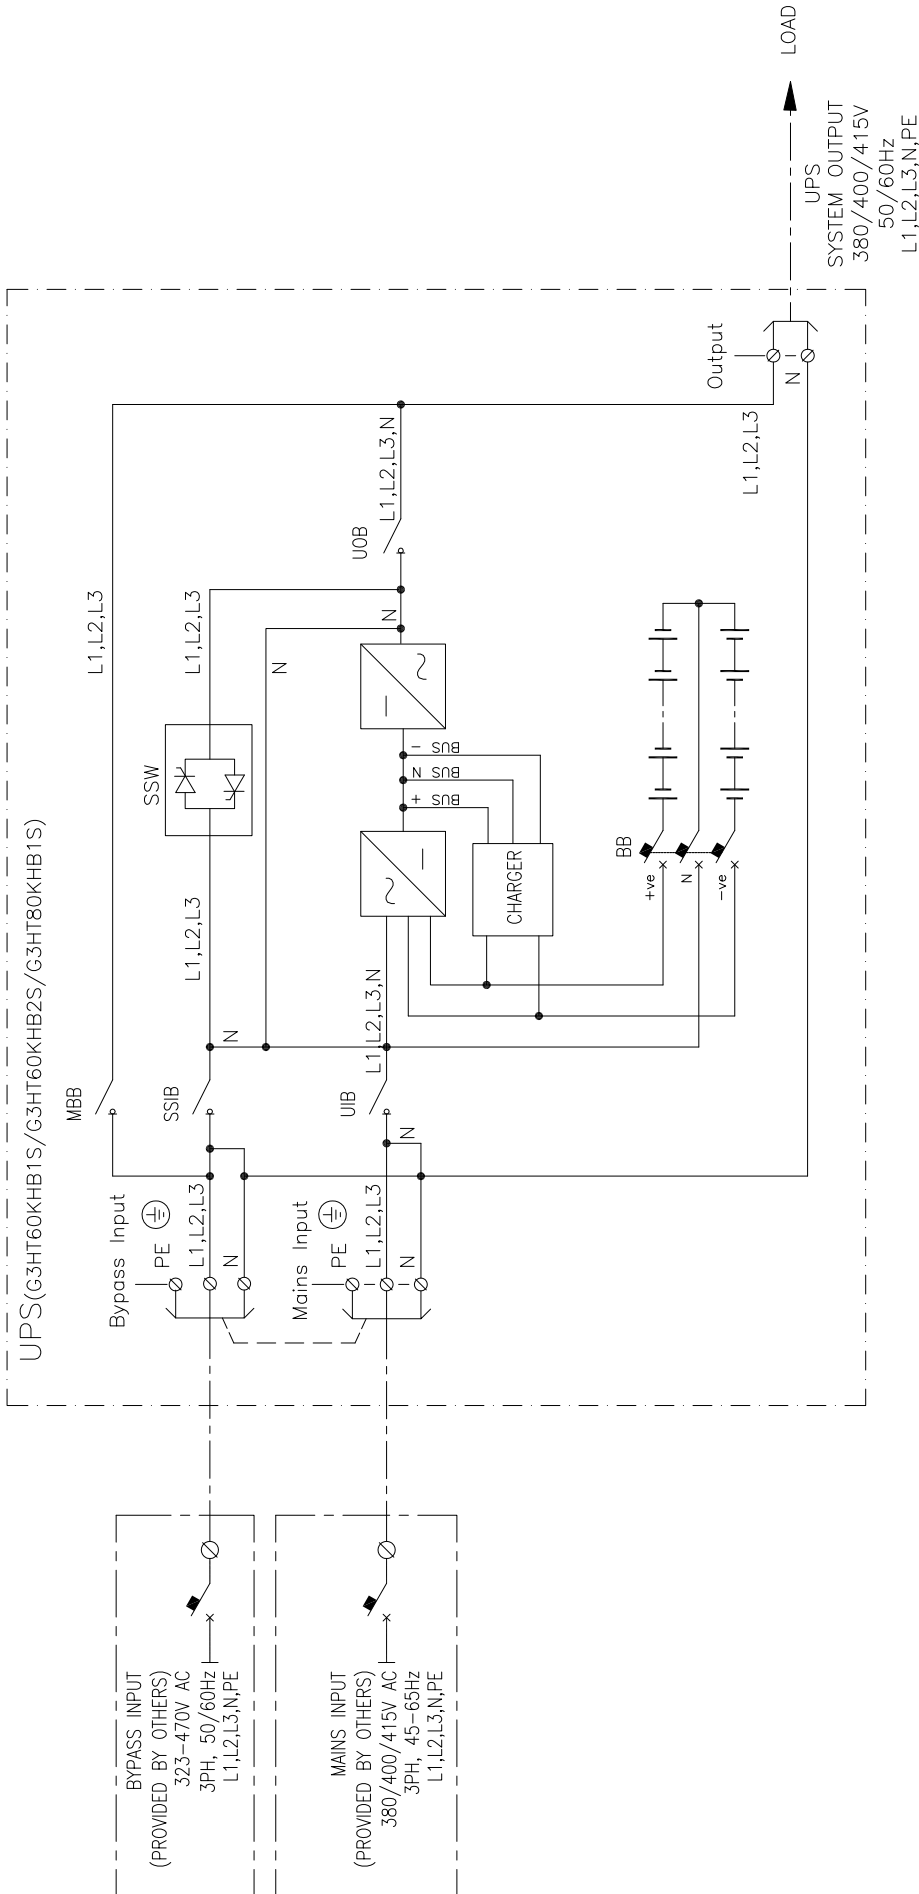 UPS(G3HT60KHB1S/G3HT60KHB2S/G3HT80KHB1S)
BYPASS INPUT
(PROVIDED BY OTHERS)
323-470V AC
3PH, 50/60Hz
L1,L2,L3,N,PE
MAINS INPUT
(PROVIDED BY OTHERS)
380/400/415V AC
3PH, 45-65Hz
L1,L2,L3,N,PE
Bypass Input
PE
L1,L2,L3
N
Mains Input
PE
L1,L2,L3
N
N
MBB
L1,L2,L3
SSIB
N
L1,L2,L3
SSW
L1,L2,L3
N
UIB
L1,L2,L3,N
BUS +
BUS N
BUS -
CHARGER
N
UOB
L1,L2,L3,N
BB
+ve
N
-ve
L1,L2,L3
N
Output
LOAD
UPS
SYSTEM OUTPUT
380/400/415V
50/60Hz
L1,L2,L3,N,PE